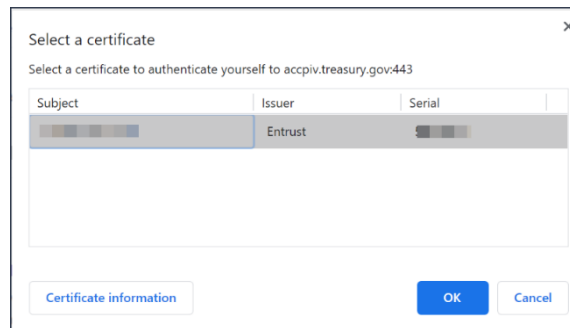 Select a certificate
Select a certificate to authenticate yourself to accpiv.treasury.gov:443
Subject Issuer Serial
Entrust
Certificate information OK Cancel